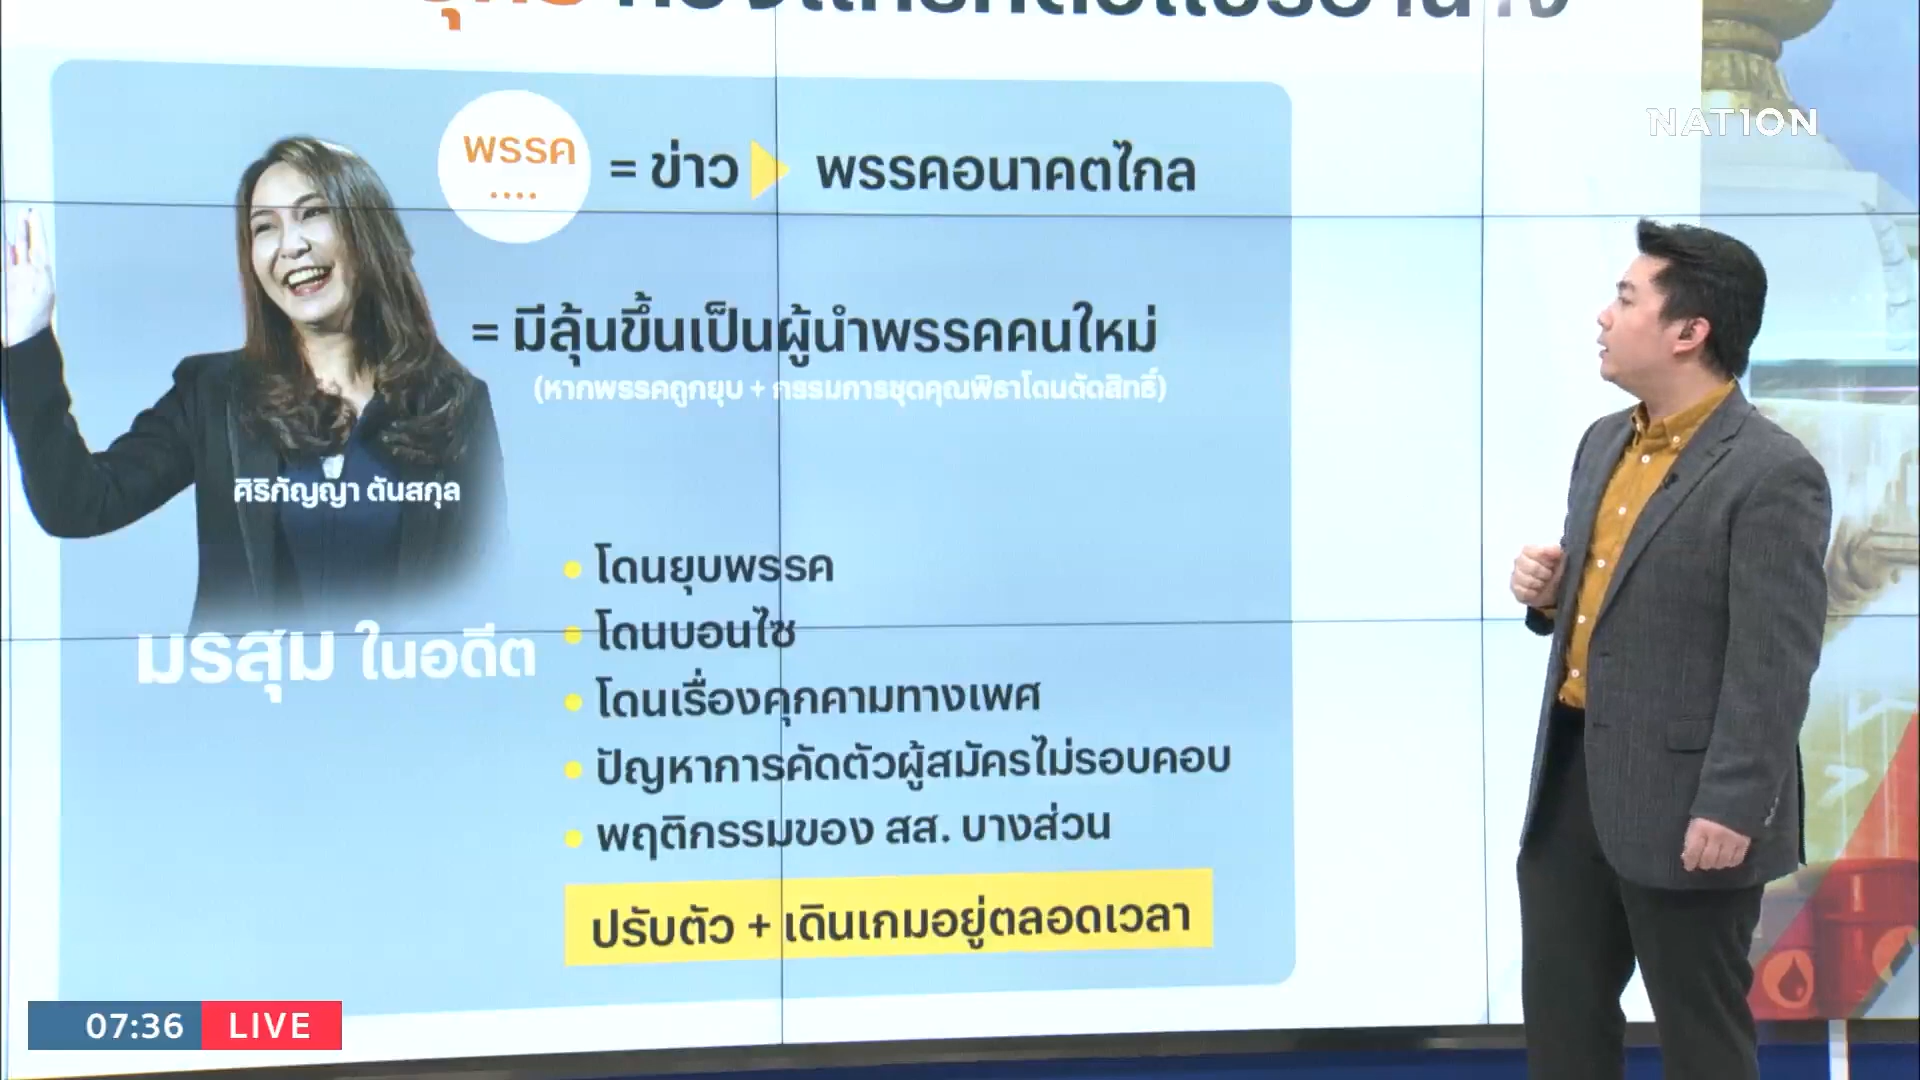 NATION
พรรค
....
= ข่าว
พรรคอนาคตไกล
= มีลุ้นขึ้นเป็นผู้นำพรรคคนใหม่
(หากพรรคถูกยุบ + กรรมการชุดคุณพิธาโดนตัดสิทธิ์)
ศิริกัญญา ตันสกุล
มรสุม ในอดีต
โดนยุบพรรค
โดนบอนไซ
โดนเรื่องคุกคามทางเพศ
ปัญหาการคัดตัวผู้สมัครไม่รอบคอบ
พฤติกรรมของ สส. บางส่วน
ปรับตัว + เดินเกมอยู่ตลอดเวลา
07:36 LIVE